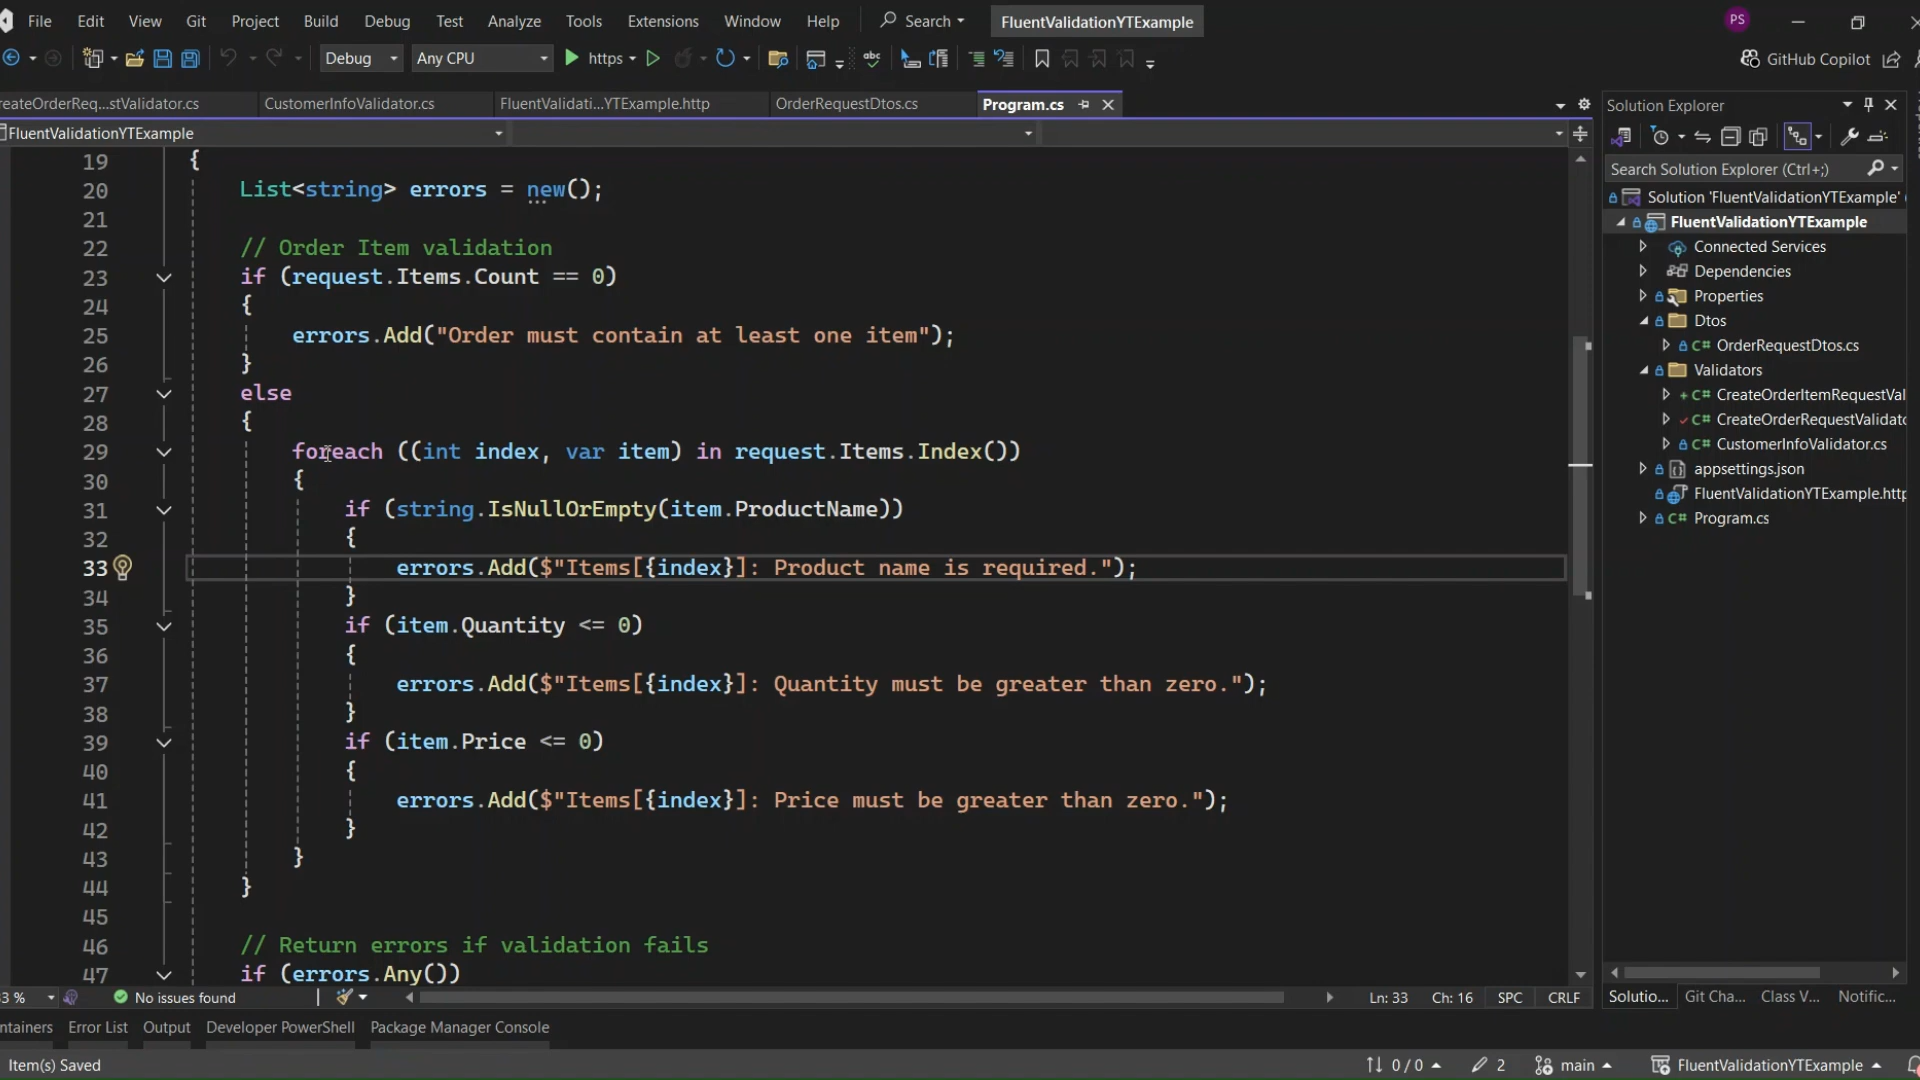 File Edit View Git Project Build Debug Test Analyze Tools Extensions Window Help Search FluentValidationYTExample PS
Debug Any CPU https GitHub Copilot
reateOrderReq...stValidator.cs CustomerInfoValidator.cs FluentValidati...YTExample.http OrderRequestDtos.cs Program.cs
FluentValidationYTExample
19 {
20 List<string> errors = new();
21
22 // Order Item validation
23 if (request.Items.Count == 0)
24 {
25 errors.Add("Order must contain at least one item");
26 }
27 else
28 {
29 foreach ((int index, var item) in request.Items.Index())
30 {
31 if (string.IsNullOrEmpty(item.ProductName))
32 {
33 errors.Add($"Items[{index}]: Product name is required.");
34 }
35 if (item.Quantity <= 0)
36 {
37 errors.Add($"Items[{index}]: Quantity must be greater than zero.");
38 }
39 if (item.Price <= 0)
40 {
41 errors.Add($"Items[{index}]: Price must be greater than zero.");
42 }
43 }
44 }
45
46 // Return errors if validation fails
47 if (errors.Any())
3 % No issues found Ln: 33 Ch: 16 SPC CRLF
Solution Explorer
Search Solution Explorer (Ctrl+;)
Solution 'FluentValidationYTExample' (
FluentValidationYTExample
Connected Services
Dependencies
Properties
Dtos
C# OrderRequestDtos.cs
Validators
+ C# CreateOrderItemRequestVal
C# CreateOrderRequestValidato
C# CustomerInfoValidator.cs
appsettings.json
FluentValidationYTExample.http
C# Program.cs
Solutio... Git Cha... Class V... Notific...
ntainers Error List Output Developer PowerShell Package Manager Console
Item(s) Saved 0 / 0 2 main FluentValidationYTExample